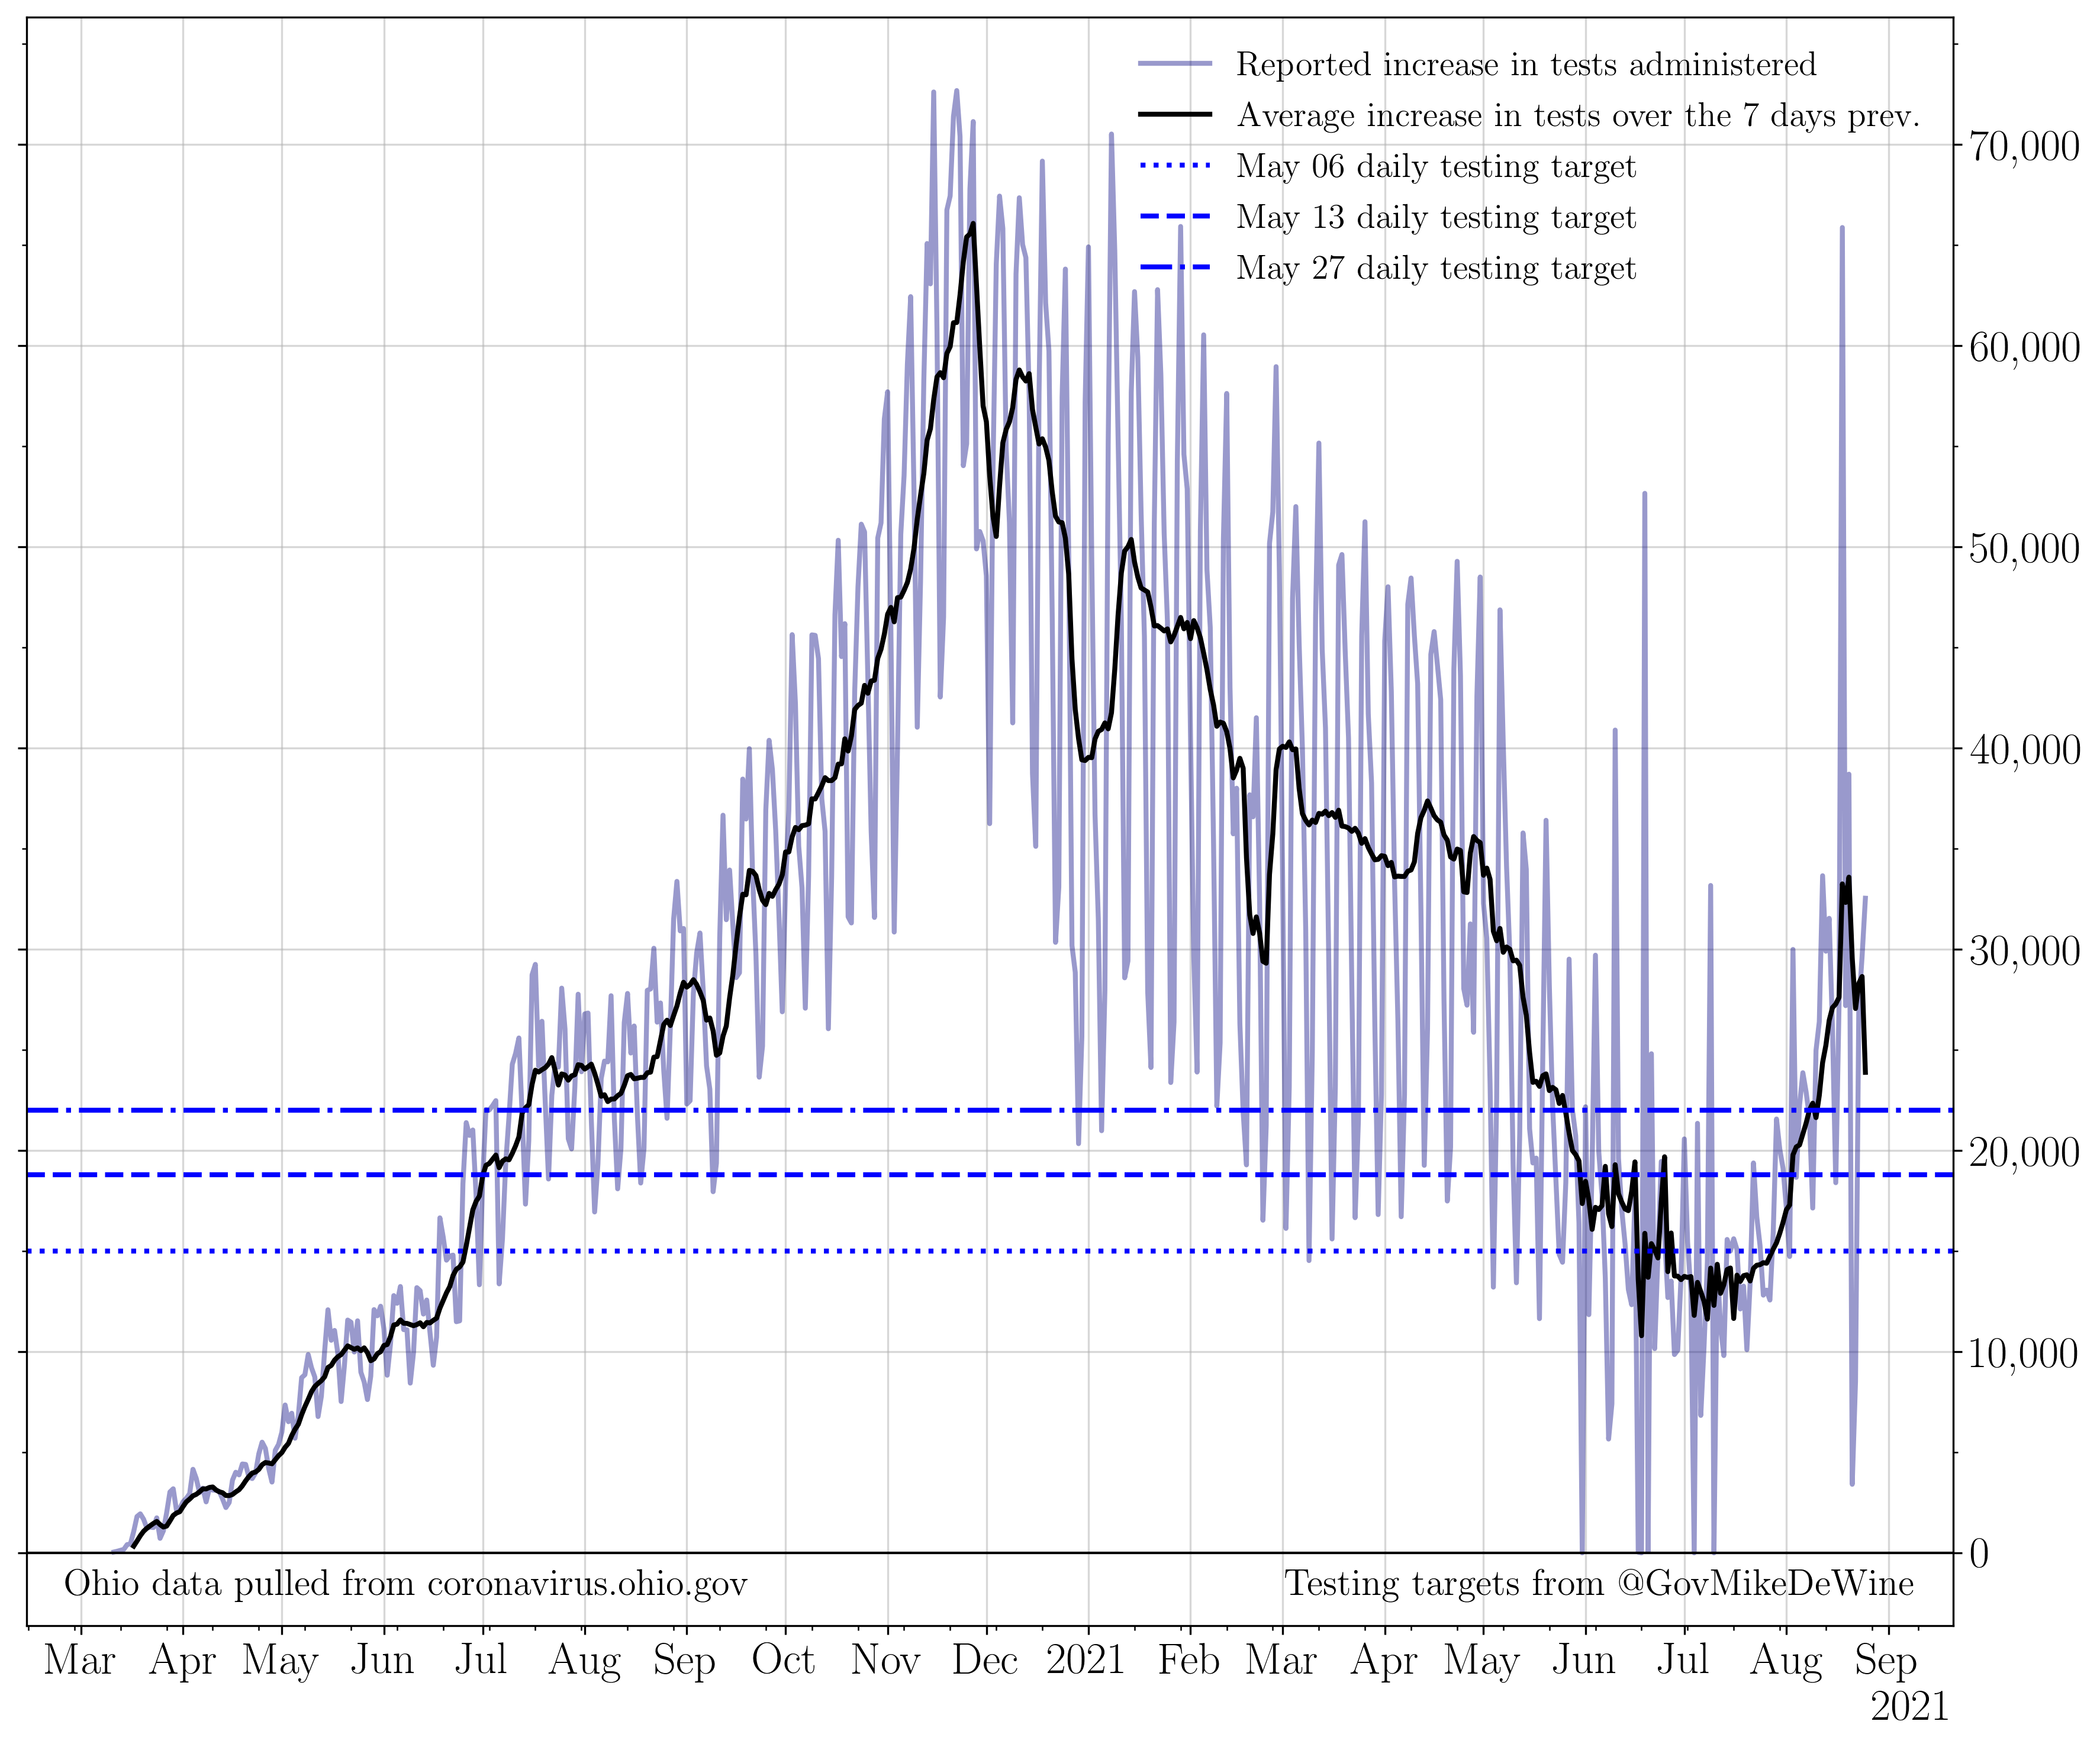 Reported increase in tests administered
Average increase in tests over the 7 days prev.
May 06 daily testing target
May 13 daily testing target
May 27 daily testing target
70,000
60,000
50,000
40,000
30,000
20,000
10,000
0
Ohio data pulled from coronavirus.ohio.gov
Testing targets from @GovMikeDeWine
Mar Apr May Jun Jul Aug Sep Oct Nov Dec 2021 Feb Mar Apr May Jun Jul Aug Sep
2021